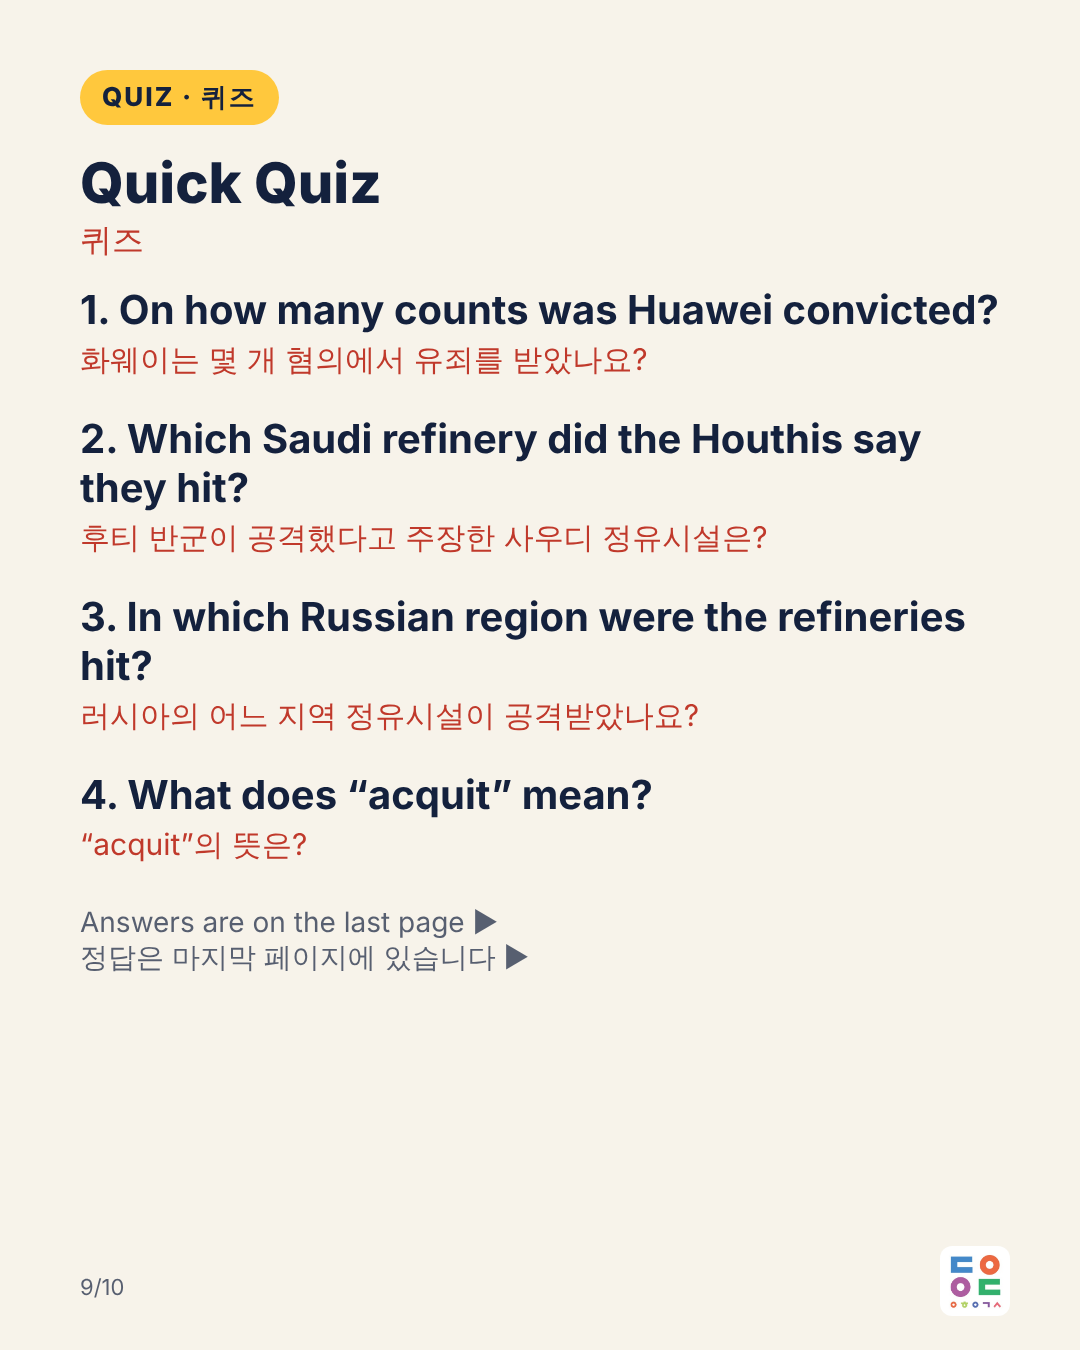 QUIZ · 퀴즈
Quick Quiz
퀴즈
1. On how many counts was Huawei convicted?
화웨이는 몇 개 혐의에서 유죄를 받았나요?
2. Which Saudi refinery did the Houthis say
they hit?
후티 반군이 공격했다고 주장한 사우디 정유시설은?
3. In which Russian region were the refineries
hit?
러시아의 어느 지역 정유시설이 공격받았나요?
4. What does “acquit” mean?
“acquit”의 뜻은?
Answers are on the last page ▶
정답은 마지막 페이지에 있습니다 ▶
9/10